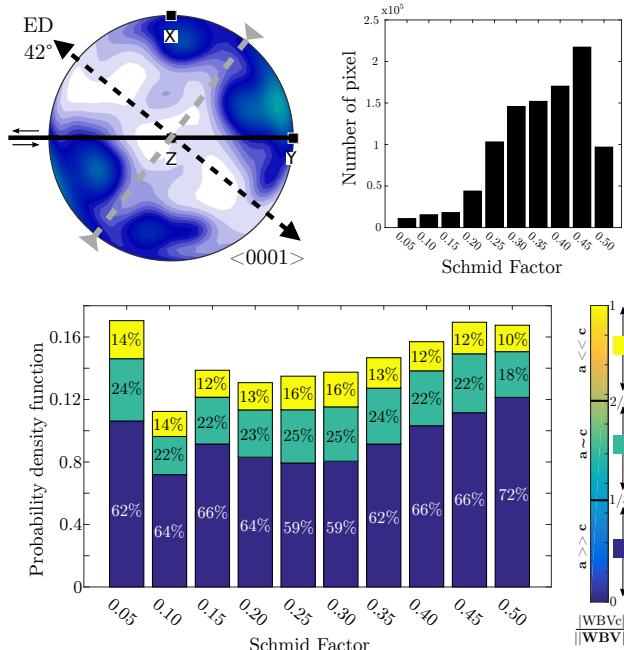 ED
42°
X
Z
Y
<0001>
2.5
×10⁵
2
1.5
1
0.5
0
Number of pixel
0.05 0.10 0.15 0.20 0.25 0.30 0.35 0.40 0.45 0.50
Schmid Factor
Probability density function
0.16
0.12
0.8
0.4
0
14% 24% 62%
14% 22% 64%
12% 22% 66%
13% 23% 64%
16% 25% 59%
16% 25% 59%
13% 24% 62%
12% 22% 66%
12% 22% 66%
10% 18% 72%
0.05 0.10 0.15 0.20 0.25 0.30 0.35 0.40 0.45 0.50
Schmid Factor
a << c
a~c
a >> c
1
2/
1/
0
|WBVc|
||WBV|